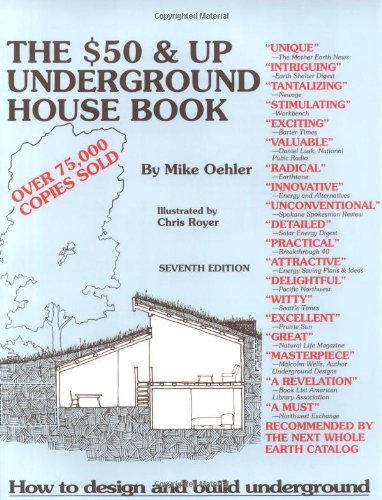 THE $50 & UP
UNDERGROUND
HOUSE BOOK
OVER 75,000
COPIES SOLD
By Mike Oehler
Illustrated by
Chris Royer
SEVENTH EDITION
"UNIQUE"
—The Mother Earth News
"INTRIGUING"
—Earth Shelter Digest
"TANTALIZING"
—Newage
"STIMULATING"
—Workbench
"EXCITING"
—Barter Times
"VALUABLE"
—Daniel Lusk, National
Pubic Radio
"RADICAL"
—Earthtone
"INNOVATIVE"
—Energy and Alternatives
"UNCONVENTIONAL"
—Spokane Spokesman Review
"DETAILED"
—Solar Energy Digest
"PRACTICAL"
—Breakthrough 40
"ATTRACTIVE"
—Energy Saving Plans & Ideas
"DELIGHTFUL"
—Pacific Northwest
"WITTY"
—Seattle Times
"EXCELLENT"
—Prairie Sun
"GREAT"
—Natural Life Magazine
"MASTERPIECE"
—Malcolm Wells, Author
Underground Designs
"A REVELATION"
—Book List American
Library Association
"A MUST"
—Northwest Exchange
RECOMMENDED BY
THE NEXT WHOLE
EARTH CATALOG
How to design and build underground